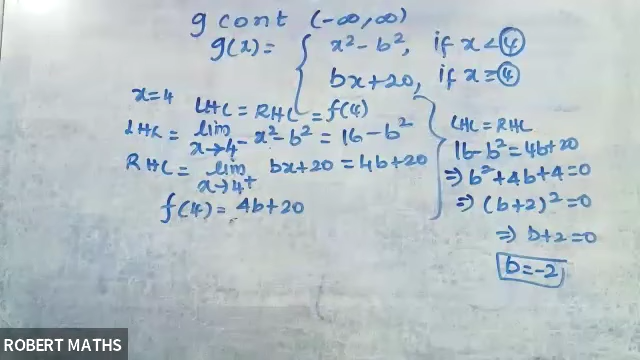 g cont (-∞,∞)
g(x) = { x² - b², if x < 4
bx + 20, if x ≥ 4
x = 4
LHL = RHL = f(4)
LHL = lim x→4⁻ x² - b² = 16 - b²
RHL = lim x→4⁺ bx + 20 = 4b + 20
f(4) = 4b + 20
LHL = RHL
16 - b² = 4b + 20
⇒ b² + 4b + 4 = 0
⇒ (b + 2)² = 0
⇒ b + 2 = 0
b = -2
ROBERT MATHS